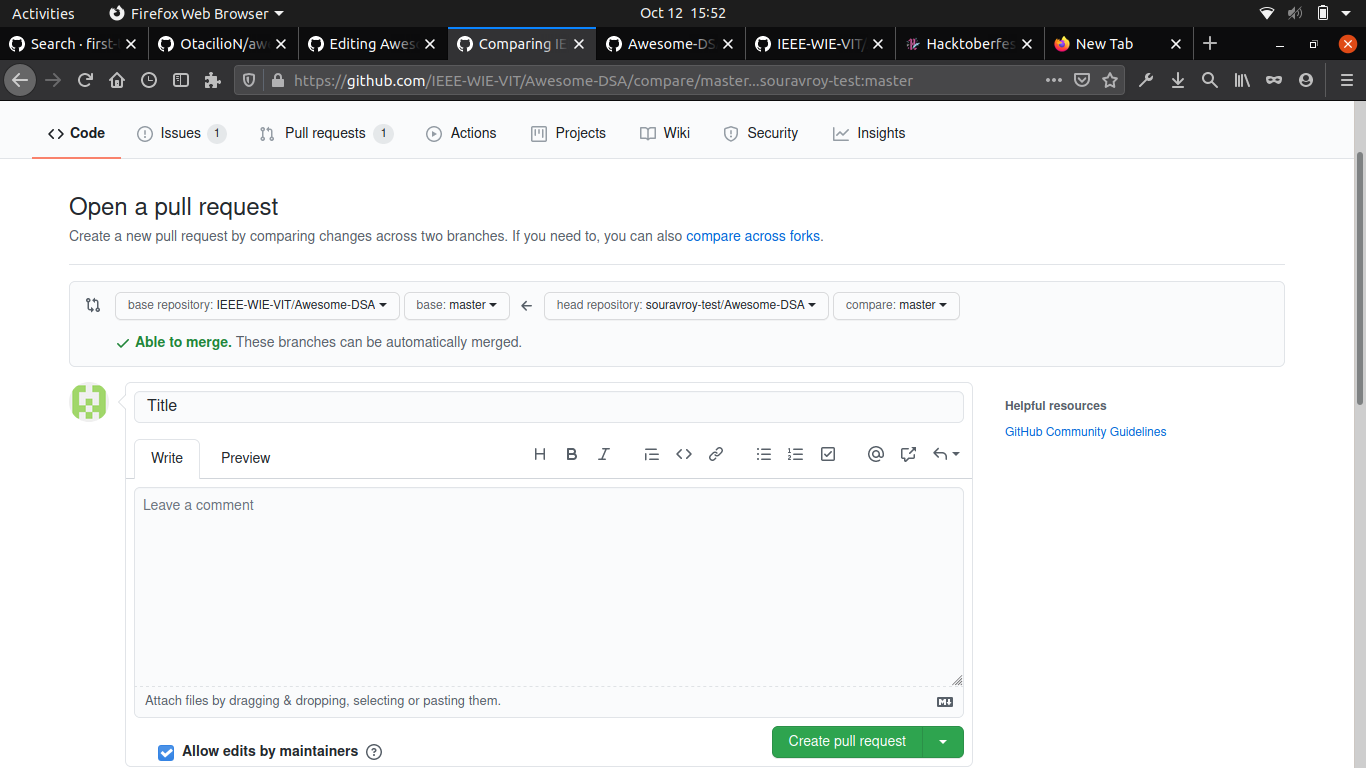 Activities Firefox Web Browser Oct 12 15:52
Search · first- OtacilioN/aw Editing Awes Comparing IE Awesome-DS IEEE-WIE-VIT/ Hacktoberfes New Tab
https://github.com/IEEE-WIE-VIT/Awesome-DSA/compare/master...souravroy-test:master
Code Issues 1 Pull requests 1 Actions Projects Wiki Security Insights
Open a pull request
Create a new pull request by comparing changes across two branches. If you need to, you can also compare across forks.
base repository: IEEE-WIE-VIT/Awesome-DSA base: master head repository: souravroy-test/Awesome-DSA compare: master
Able to merge. These branches can be automatically merged.
Title
Helpful resources
GitHub Community Guidelines
Write Preview
Leave a comment
Attach files by dragging & dropping, selecting or pasting them.
Allow edits by maintainers
Create pull request